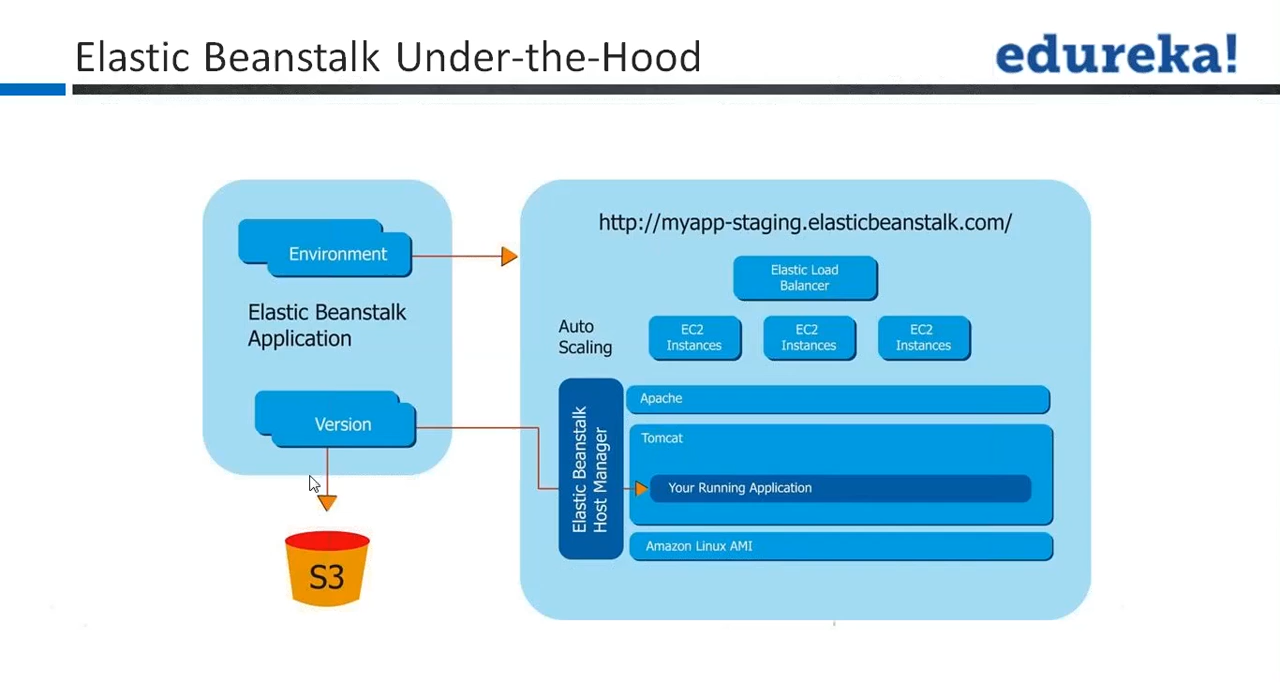 Elastic Beanstalk Under-the-Hood
edureka!
Environment
Elastic Beanstalk
Application
Version
S3
http://myapp-staging.elasticbeanstalk.com/
Elastic Load
Balancer
Auto
Scaling
EC2
Instances
EC2
Instances
EC2
Instances
Elastic Beanstalk
Host Manager
Apache
Tomcat
Your Running Application
Amazon Linux AMI